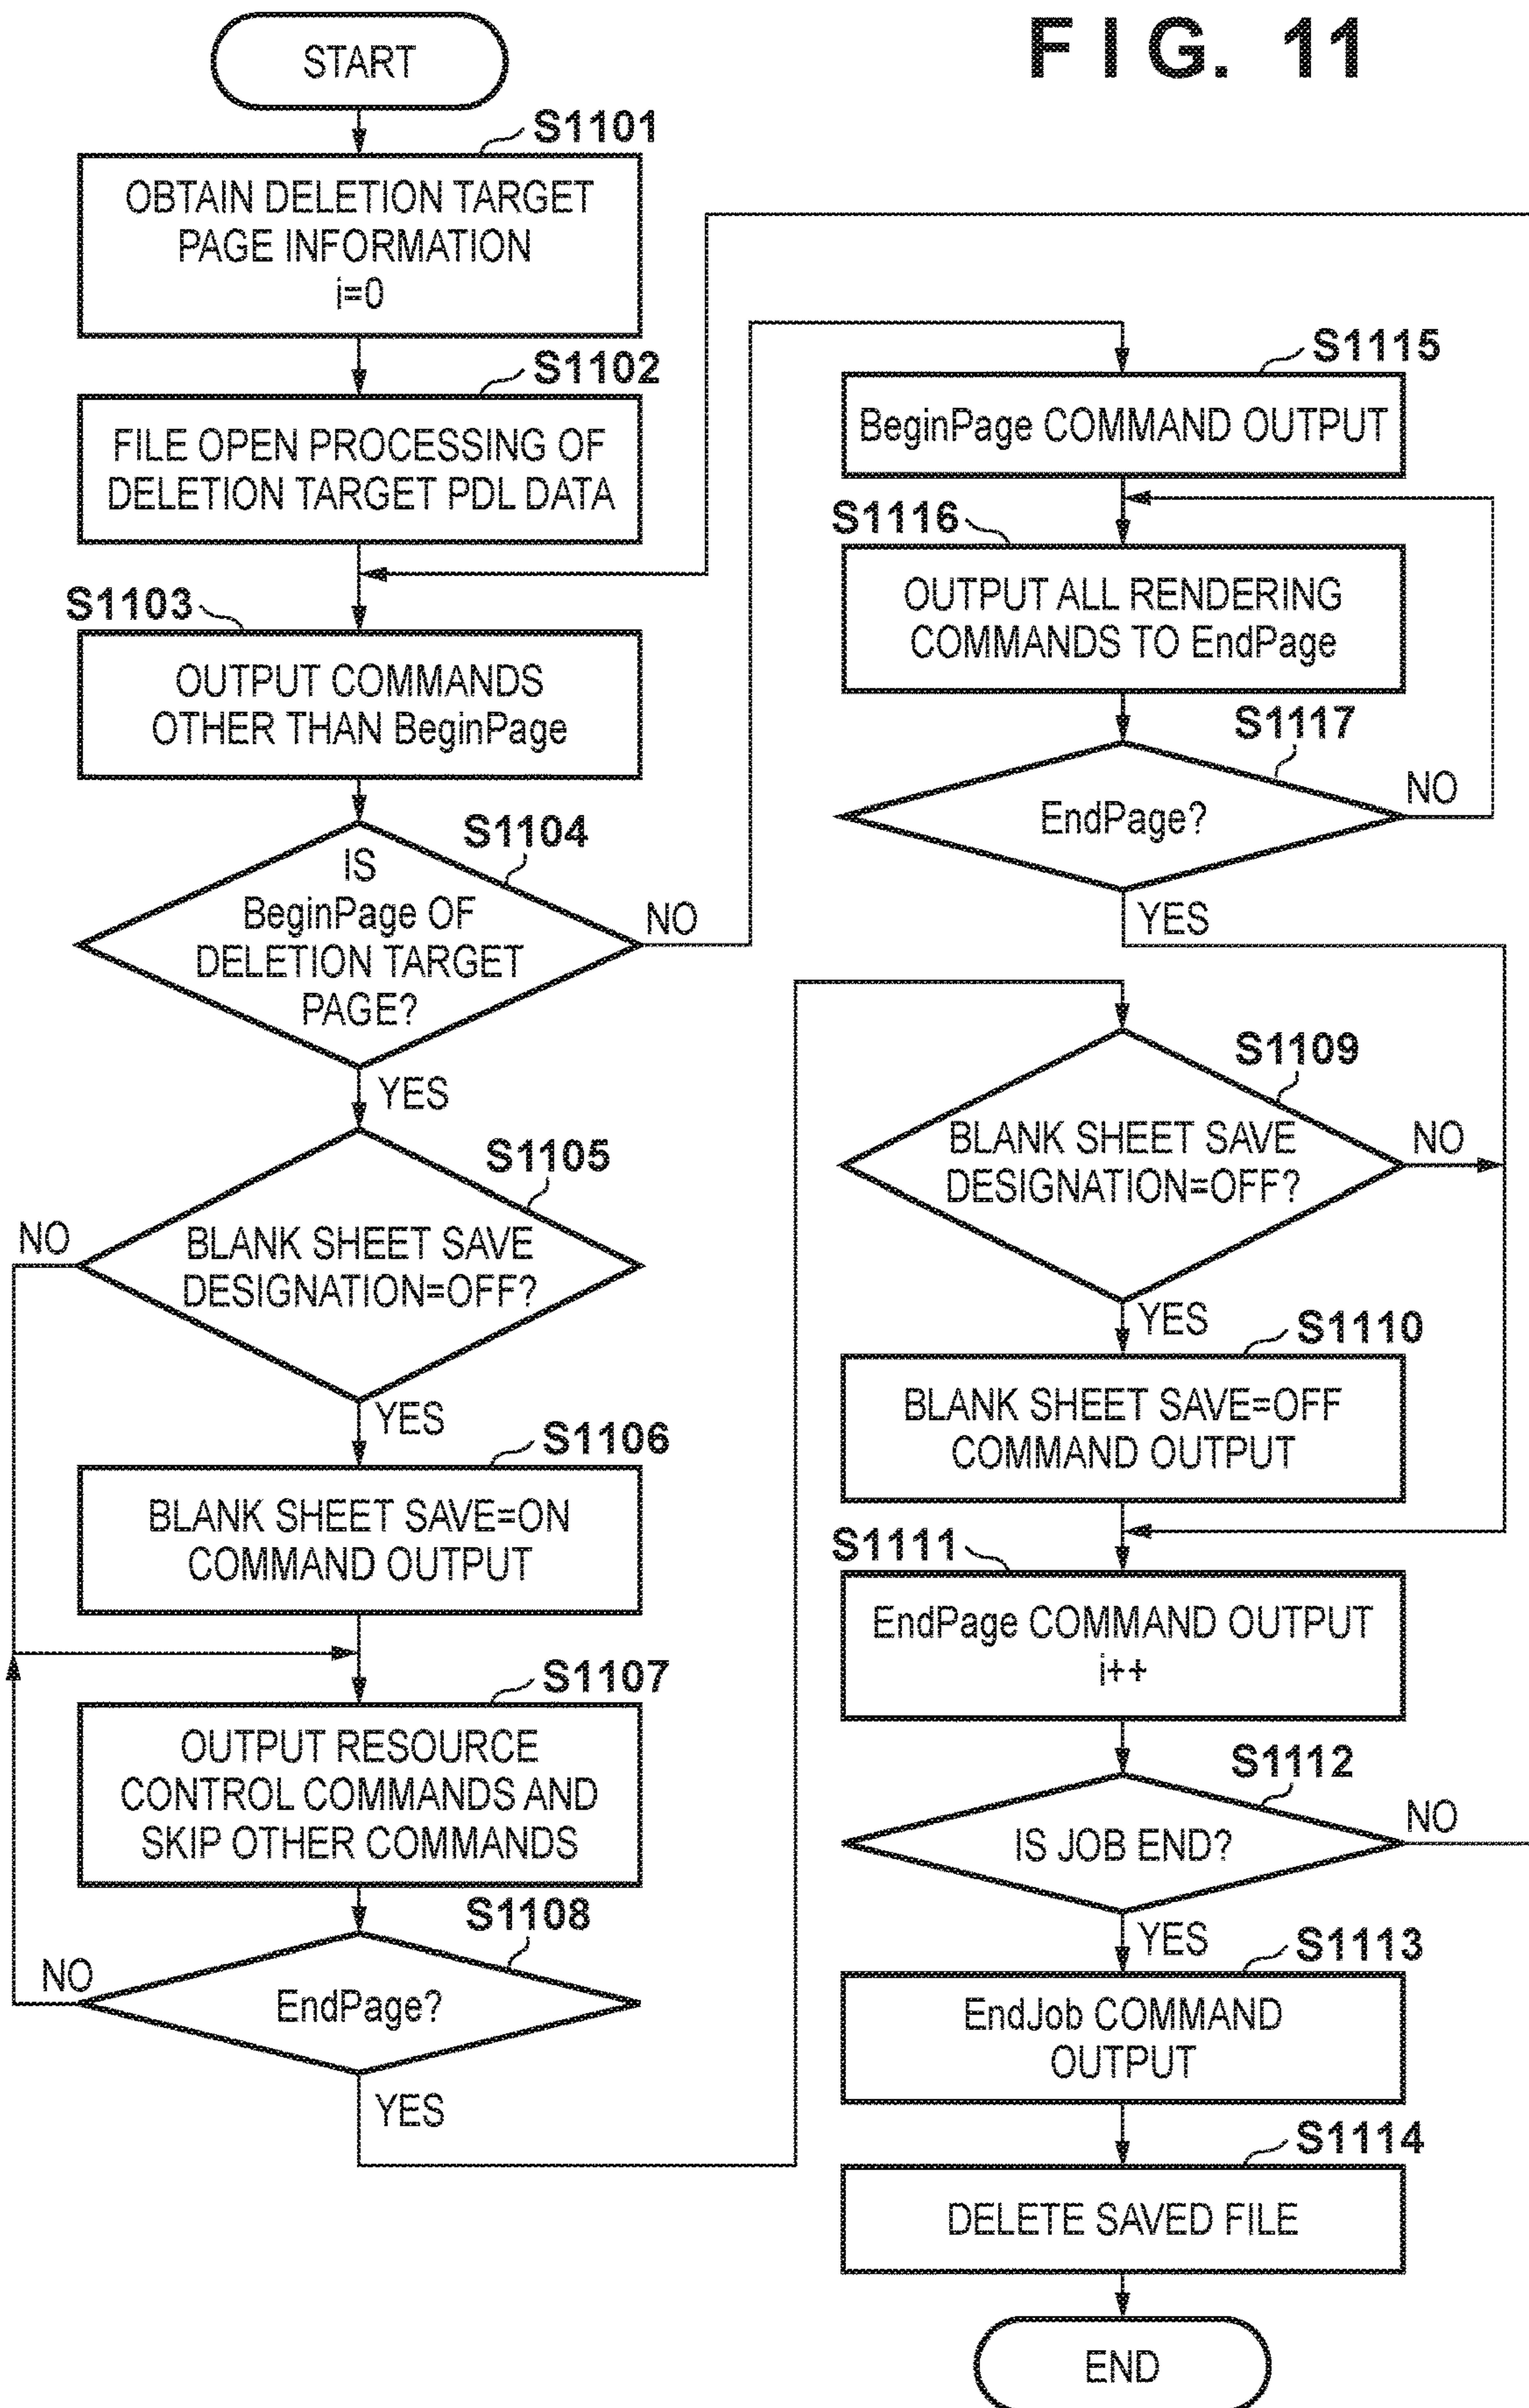 FIG. 11
START
S1101
OBTAIN DELETION TARGET
PAGE INFORMATION
i=0
S1102
FILE OPEN PROCESSING OF
DELETION TARGET PDL DATA
S1103
OUTPUT COMMANDS
OTHER THAN BeginPage
S1104
IS
BeginPage OF
DELETION TARGET
PAGE?
NO
YES
S1105
BLANK SHEET SAVE
DESIGNATION=OFF?
NO
YES
S1106
BLANK SHEET SAVE=ON
COMMAND OUTPUT
S1107
OUTPUT RESOURCE
CONTROL COMMANDS AND
SKIP OTHER COMMANDS
S1108
EndPage?
NO
YES
S1115
BeginPage COMMAND OUTPUT
S1116
OUTPUT ALL RENDERING
COMMANDS TO EndPage
S1117
EndPage?
NO
YES
S1109
BLANK SHEET SAVE
DESIGNATION=OFF?
NO
YES
S1110
BLANK SHEET SAVE=OFF
COMMAND OUTPUT
S1111
EndPage COMMAND OUTPUT
i++
S1112
IS JOB END?
NO
YES
S1113
EndJob COMMAND
OUTPUT
S1114
DELETE SAVED FILE
END